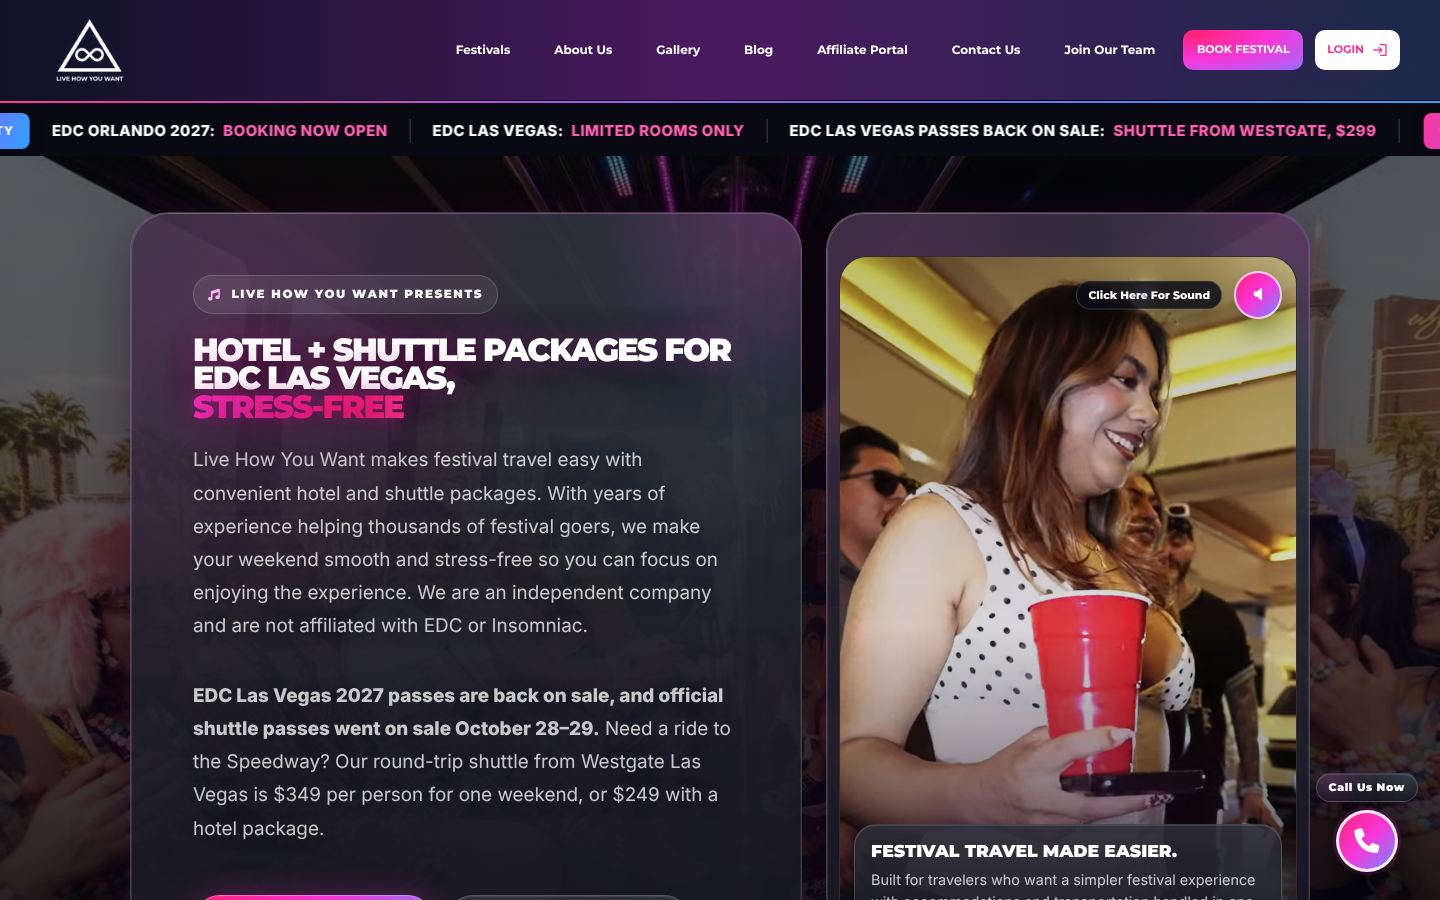 LIVE HOW YOU WANT
Festivals
About Us
Gallery
Blog
Affiliate Portal
Contact Us
Join Our Team
BOOK FESTIVAL
LOGIN
TY
EDC ORLANDO 2027: BOOKING NOW OPEN
EDC LAS VEGAS: LIMITED ROOMS ONLY
EDC LAS VEGAS PASSES BACK ON SALE: SHUTTLE FROM WESTGATE, $299
LIVE HOW YOU WANT PRESENTS
HOTEL + SHUTTLE PACKAGES FOR
EDC LAS VEGAS,
STRESS-FREE
Live How You Want makes festival travel easy with
convenient hotel and shuttle packages. With years of
experience helping thousands of festival goers, we make
your weekend smooth and stress-free so you can focus on
enjoying the experience. We are an independent company
and are not affiliated with EDC or Insomniac.
EDC Las Vegas 2027 passes are back on sale, and official
shuttle passes went on sale October 28–29. Need a ride to
the Speedway? Our round-trip shuttle from Westgate Las
Vegas is $349 per person for one weekend, or $249 with a
hotel package.
Click Here For Sound
FESTIVAL TRAVEL MADE EASIER.
Built for travelers who want a simpler festival experience
Call Us Now